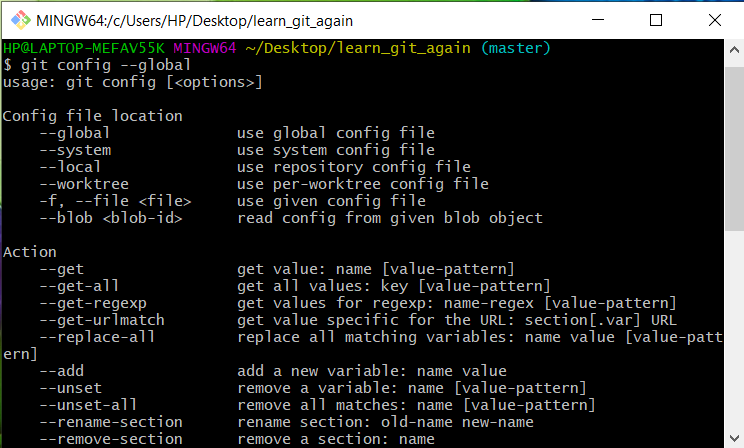 MINGW64:/c/Users/HP/Desktop/learn_git_again
HP@LAPTOP-MEFAV55K MINGW64 ~/Desktop/learn_git_again (master)
$ git config --global
usage: git config [<options>]

Config file location
    --global              use global config file
    --system              use system config file
    --local               use repository config file
    --worktree            use per-worktree config file
    -f, --file <file>     use given config file
    --blob <blob-id>      read config from given blob object

Action
    --get                 get value: name [value-pattern]
    --get-all             get all values: key [value-pattern]
    --get-regexp          get values for regexp: name-regex [value-pattern]
    --get-urlmatch        get value specific for the URL: section[.var] URL
    --replace-all         replace all matching variables: name value [value-patt
ern]
    --add                 add a new variable: name value
    --unset               remove a variable: name [value-pattern]
    --unset-all           remove all matches: name [value-pattern]
    --rename-section      rename section: old-name new-name
    --remove-section      remove a section: name